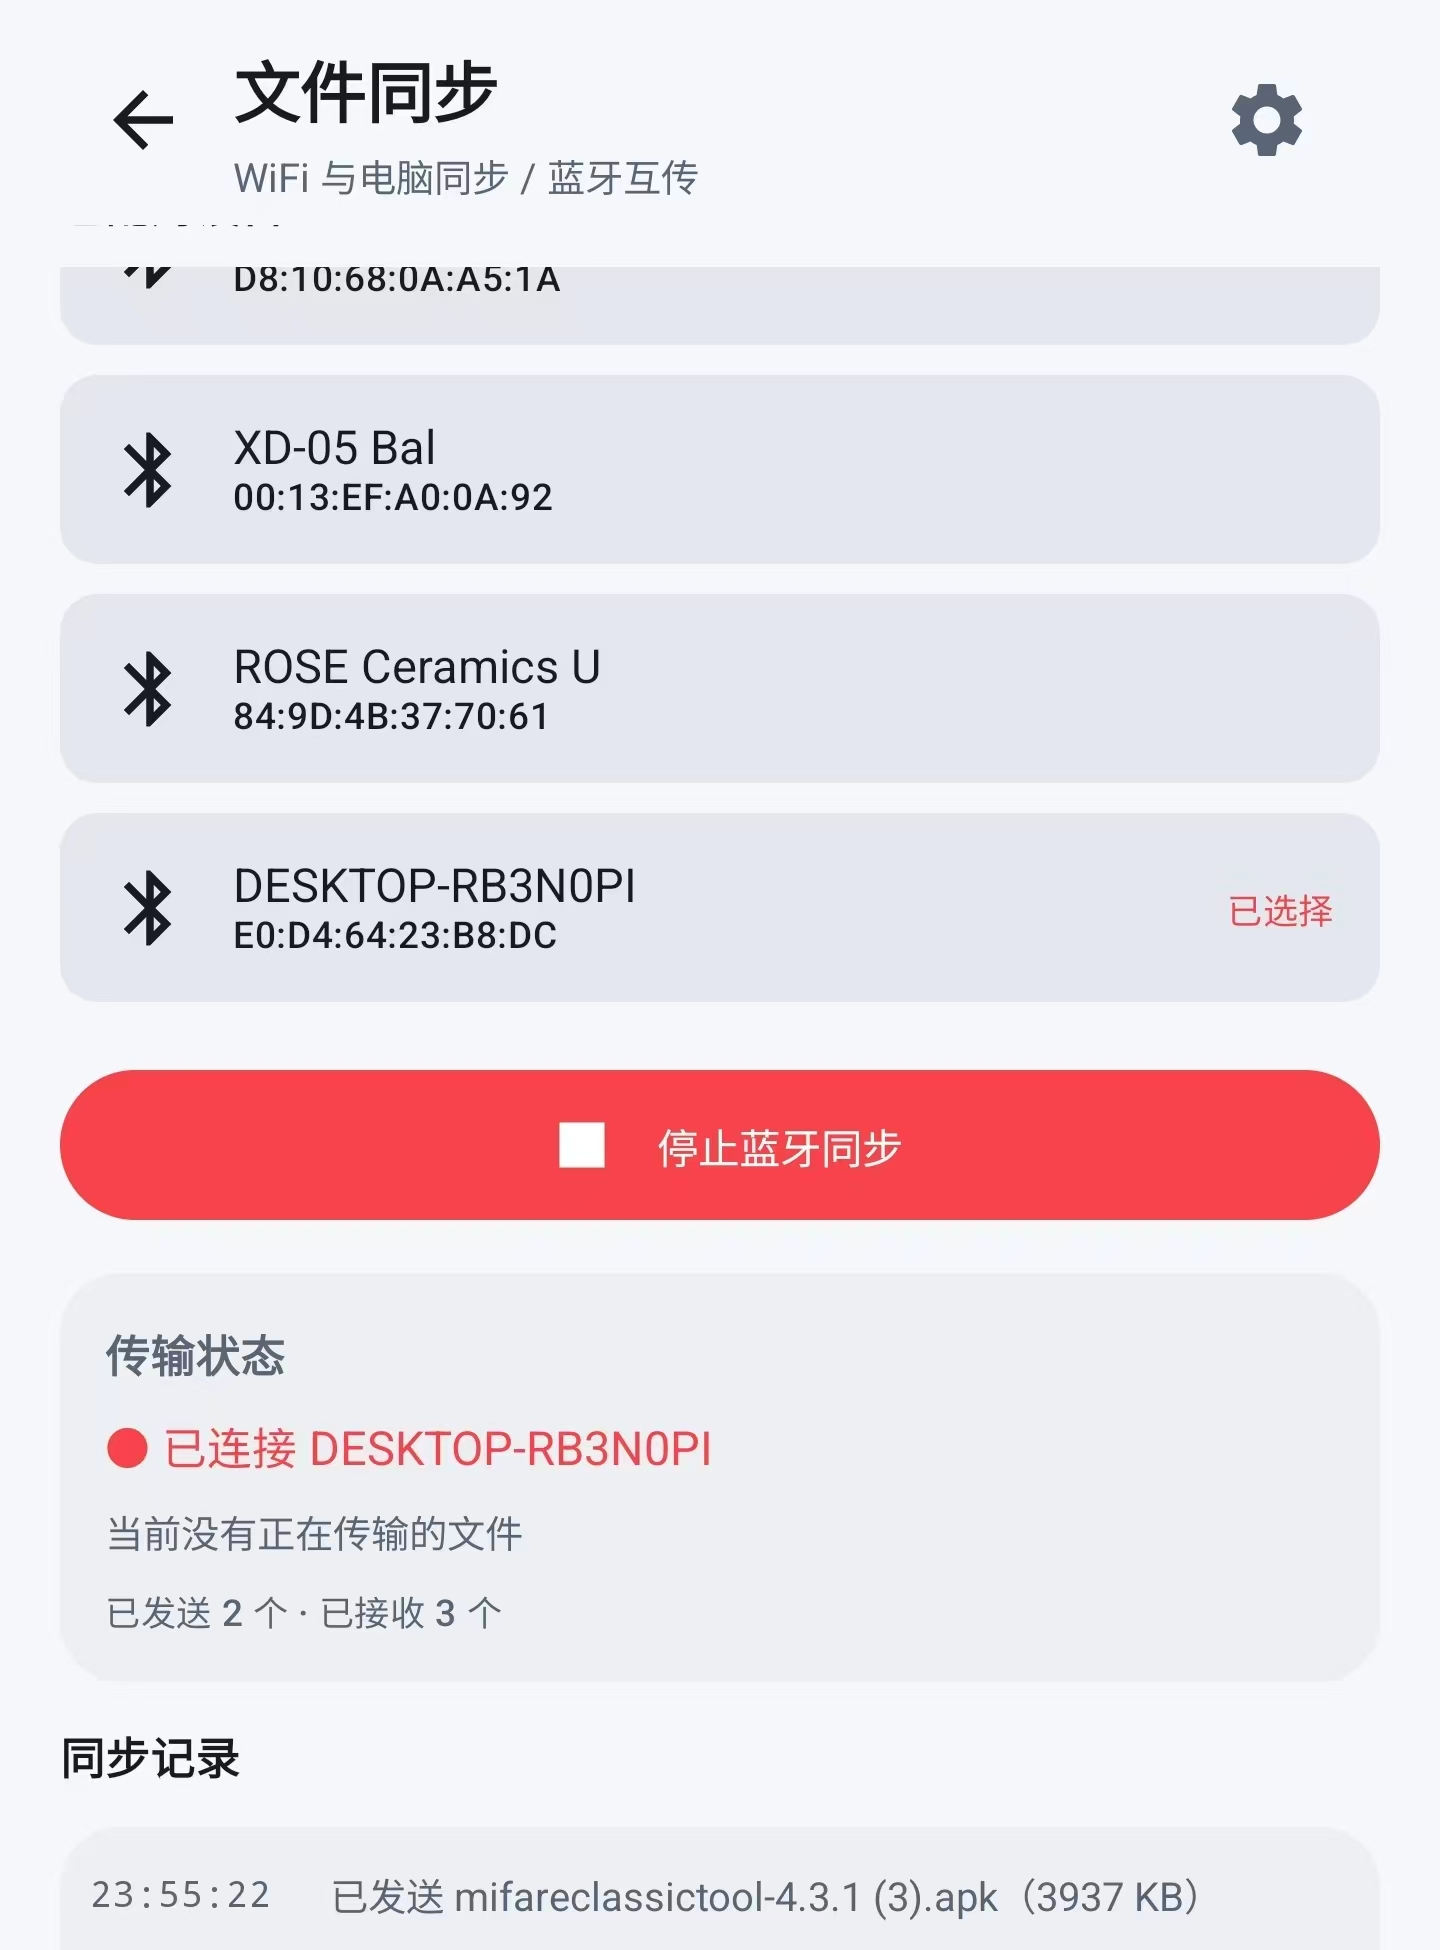 文件同步
WiFi 与电脑同步 / 蓝牙互传
D8:10:68:0A:A5:1A
XD-05 Bal
00:13:EF:A0:0A:92
ROSE Ceramics U
84:9D:4B:37:70:61
DESKTOP-RB3N0PI
E0:D4:64:23:B8:DC
已选择
停止蓝牙同步
传输状态
已连接 DESKTOP-RB3N0PI
当前没有正在传输的文件
已发送 2 个 · 已接收 3 个
同步记录
23:55:22 已发送 mifareclassictool-4.3.1 (3).apk（3937 KB）